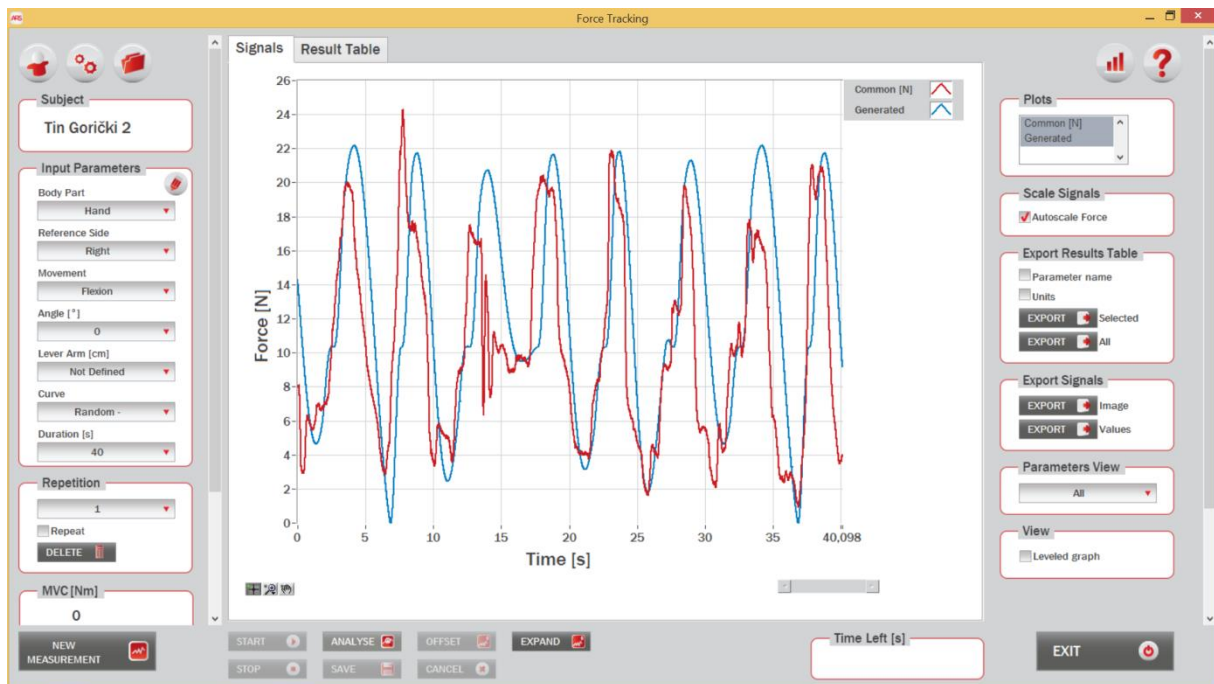 ARS
Force Tracking
Subject
Tin Gorički 2
Input Parameters
Body Part
Hand
Reference Side
Right
Movement
Flexion
Angle [°]
0
Lever Arm [cm]
Not Defined
Curve
Random -
Duration [s]
40
Repetition
1
Repeat
DELETE
MVC [Nm]
0
NEW
MEASUREMENT
Signals
Result Table
Common [N]
Generated
26
24
22
20
18
16
14
12
10
8
6
4
2
0
Force [N]
0 5 10 15 20 25 30 35 40,098
Time [s]
START
ANALYSE
OFFSET
EXPAND
STOP
SAVE
CANCEL
Time Left [s]
Plots
Common [N]
Generated
Scale Signals
Autoscale Force
Export Results Table
Parameter name
Units
EXPORT Selected
EXPORT All
Export Signals
EXPORT Image
EXPORT Values
Parameters View
All
View
Leveled graph
EXIT